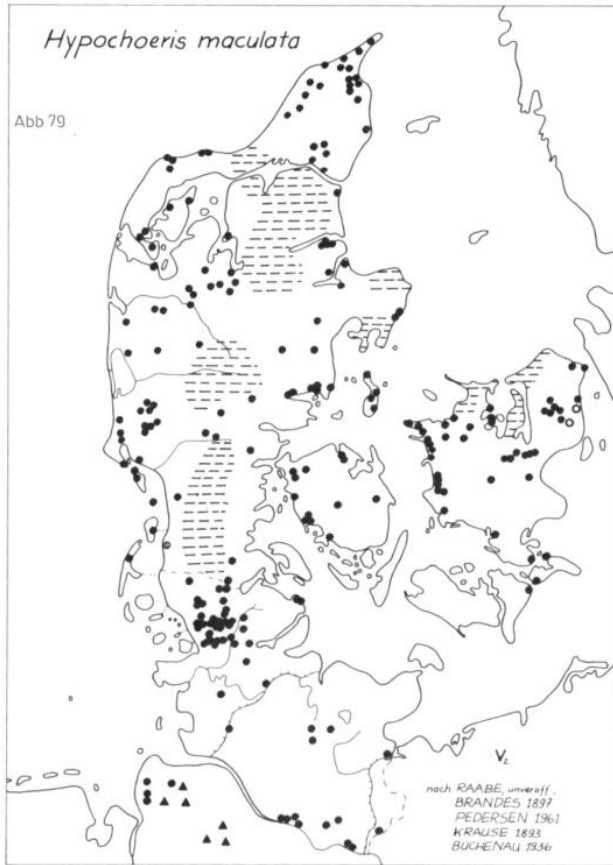 Hypochoeris maculata
Abb 79
V₂
nach RAABE, unveröff.
BRANDES 1897
PEDERSEN 1961
KRAUSE 1893
BUCHENAU 1936